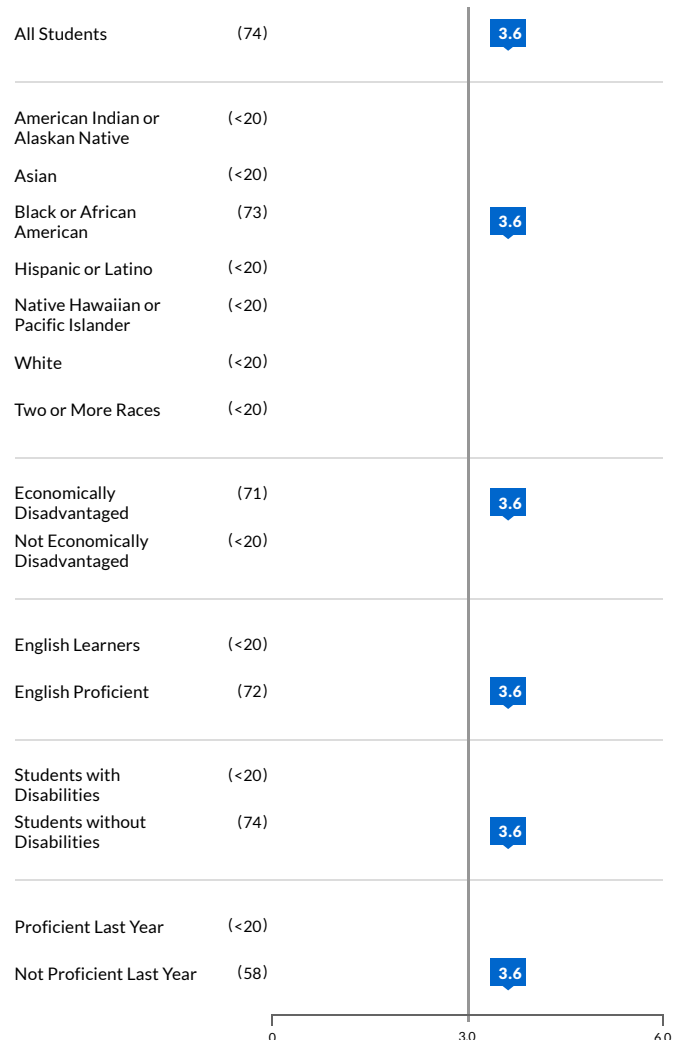 All Students (74) 3.6
American Indian or (<20)
Alaskan Native
Asian (<20)
Black or African (73) 3.6
American
Hispanic or Latino (<20)
Native Hawaiian or (<20)
Pacific Islander
White (<20)
Two or More Races (<20)
Economically (71) 3.6
Disadvantaged
Not Economically (<20)
Disadvantaged
English Learners (<20)
English Proficient (72) 3.6
Students with (<20)
Disabilities
Students without (74) 3.6
Disabilities
Proficient Last Year (<20)
Not Proficient Last Year (58) 3.6
0 3.0 6.0